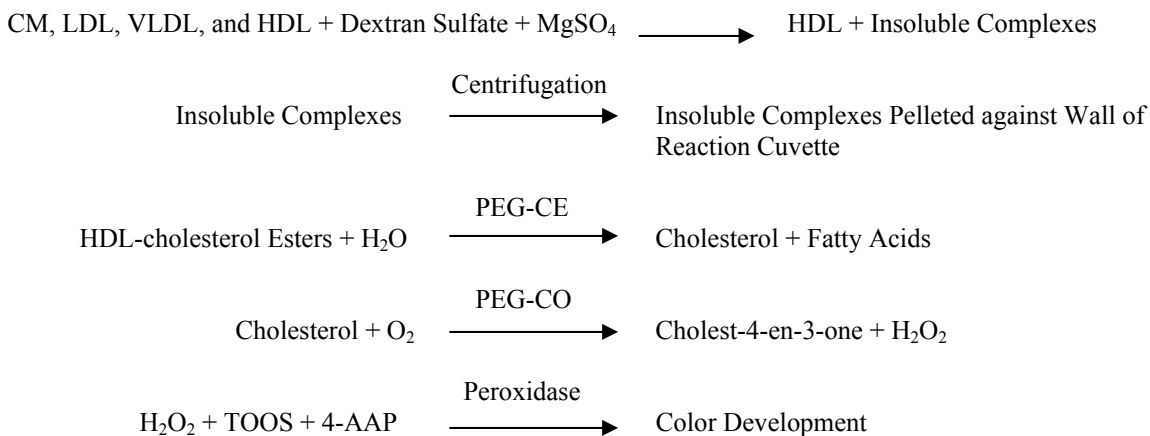 CM, LDL, VLDL, and HDL + Dextran Sulfate + MgSO₄ HDL + Insoluble Complexes
Centrifugation
Insoluble Complexes Insoluble Complexes Pelleted against Wall of
Reaction Cuvette
PEG-CE
HDL-cholesterol Esters + H₂O Cholesterol + Fatty Acids
PEG-CO
Cholesterol + O₂ Cholest-4-en-3-one + H₂O₂
Peroxidase
H₂O₂ + TOOS + 4-AAP Color Development